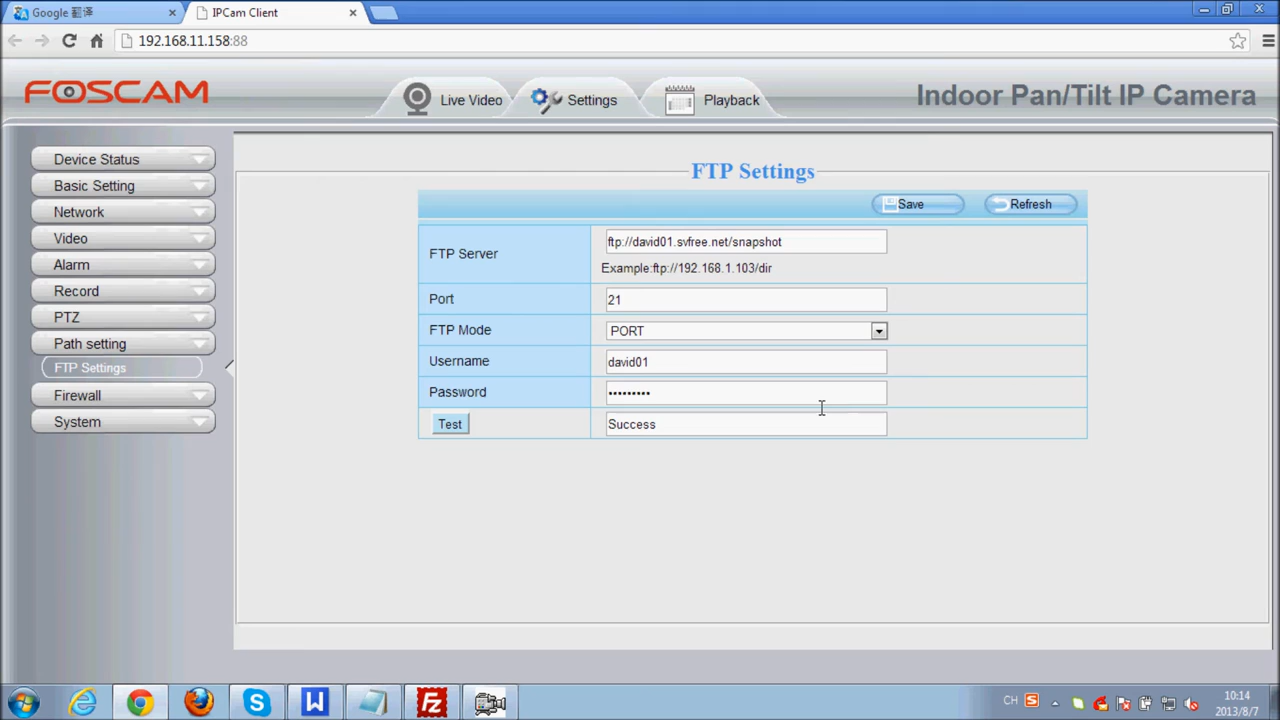 Google 翻译
IPCam Client
192.168.11.158:88
FOSCAM
Live Video
Settings
Playback
Indoor Pan/Tilt IP Camera
Device Status
Basic Setting
Network
Video
Alarm
Record
PTZ
Path setting
FTP Settings
Firewall
System
FTP Settings
Save
Refresh
FTP Server
ftp://david01.svfree.net/snapshot
Example:ftp://192.168.1.103/dir
Port
21
FTP Mode
PORT
Username
david01
Password
•••••••••
Test
Success
CH
10:14
2013/8/7